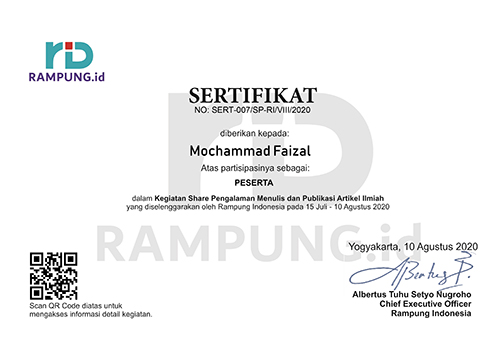 RAMPUNG.id
SERTIFIKAT
NO: SERT-007/SP-RI/VIII/2020
diberikan kepada:
Mochammad Faizal
Atas partisipasinya sebagai:
PESERTA
dalam Kegiatan Share Pengalaman Menulis dan Publikasi Artikel Ilmiah
yang diselenggarakan oleh Rampung Indonesia pada 15 Juli - 10 Agustus 2020
RAMPUNG.id
Yogyakarta, 10 Agustus 2020
Albertus Tuhu Setyo Nugroho
Chief Executive Officer
Rampung Indonesia
Scan QR Code diatas untuk
mengakses informasi detail kegiatan.